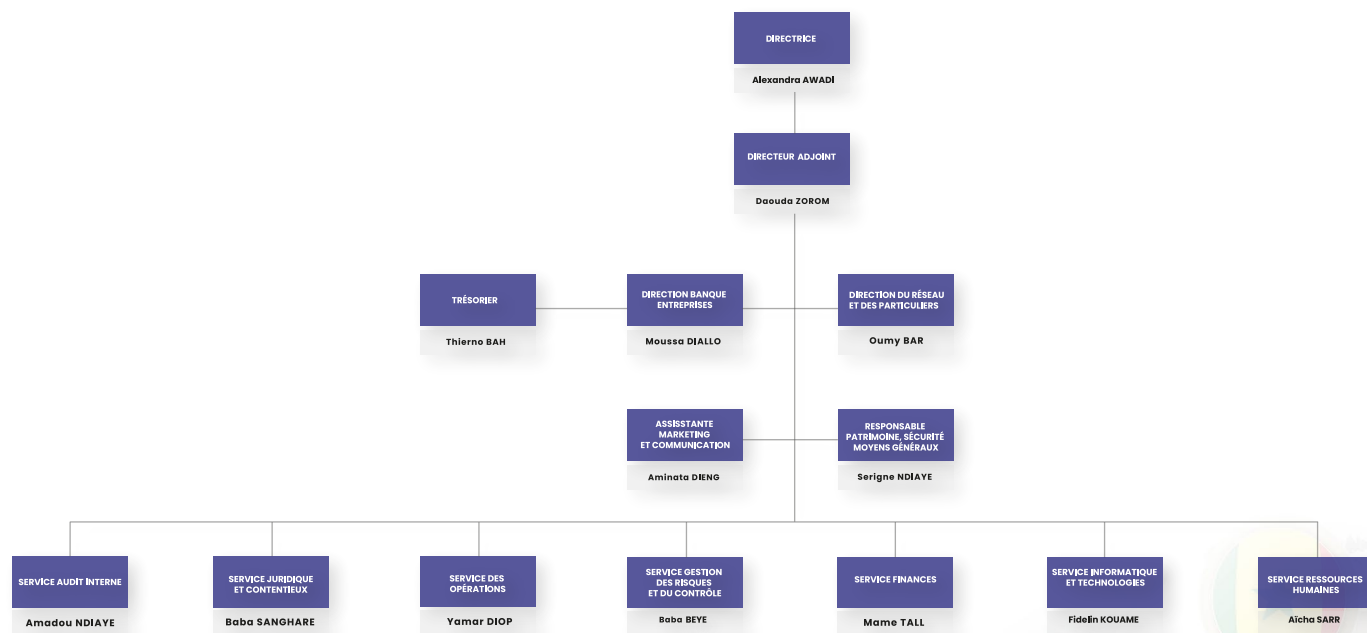 DIRECTRICE
Alexandra AWADI
DIRECTEUR ADJOINT
Daouda ZOROM
TRÉSORIER
Thierno BAH
DIRECTION BANQUE
ENTREPRISES
Moussa DIALLO
DIRECTION DU RÉSEAU
ET DES PARTICULIERS
Oumy BAR
ASSISSTANTE
MARKETING
ET COMMUNICATION
Aminata DIENG
RESPONSABLE
PATRIMOINE, SÉCURITÉ
MOYENS GÉNÉRAUX
Serigne NDIAYE
SERVICE AUDIT INTERNE
Amadou NDIAYE
SERVICE JURIDIQUE
ET CONTENTIEUX
Baba SANGHARE
SERVICE DES
OPÉRATIONS
Yamar DIOP
SERVICE GESTION
DES RISQUES
ET DU CONTRÔLE
Baba BEYE
SERVICE FINANCES
Mame TALL
SERVICE INFORMATIQUE
ET TECHNOLOGIES
Fidelin KOUAME
SERVICE RESSOURCES
HUMAINES
Aïcha SARR